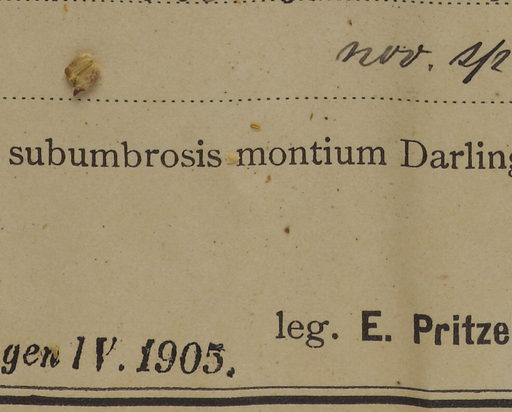 nov. sp
subumbrosis montium Darling
leg. E. Pritze
gen IV. 1905.